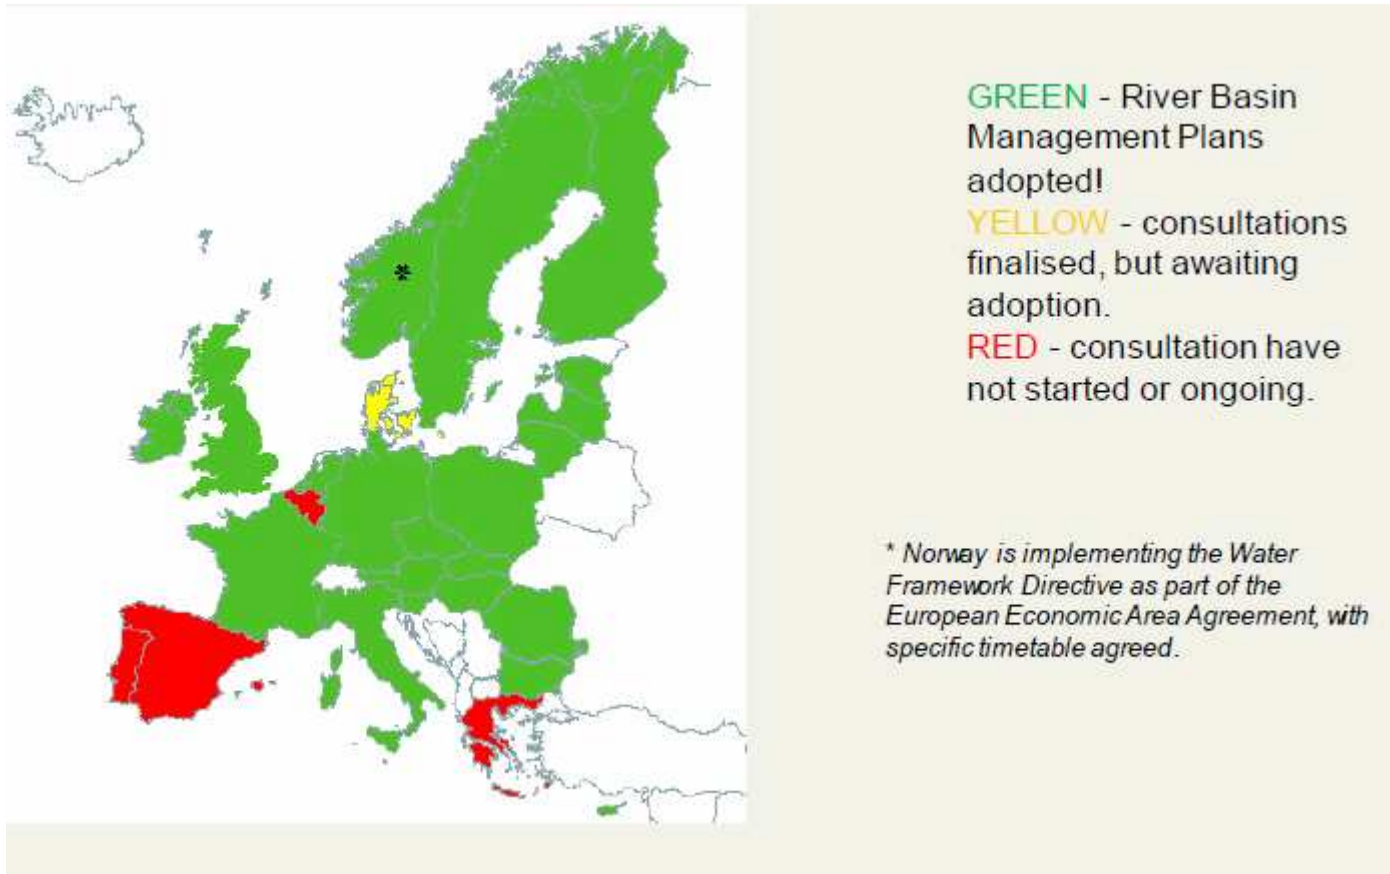 GREEN - River Basin
Management Plans
adopted!
YELLOW - consultations
finalised, but awaiting
adoption.
RED - consultation have
not started or ongoing.
* Norway is implementing the Water
Framework Directive as part of the
European Economic Area Agreement, with
specific timetable agreed.